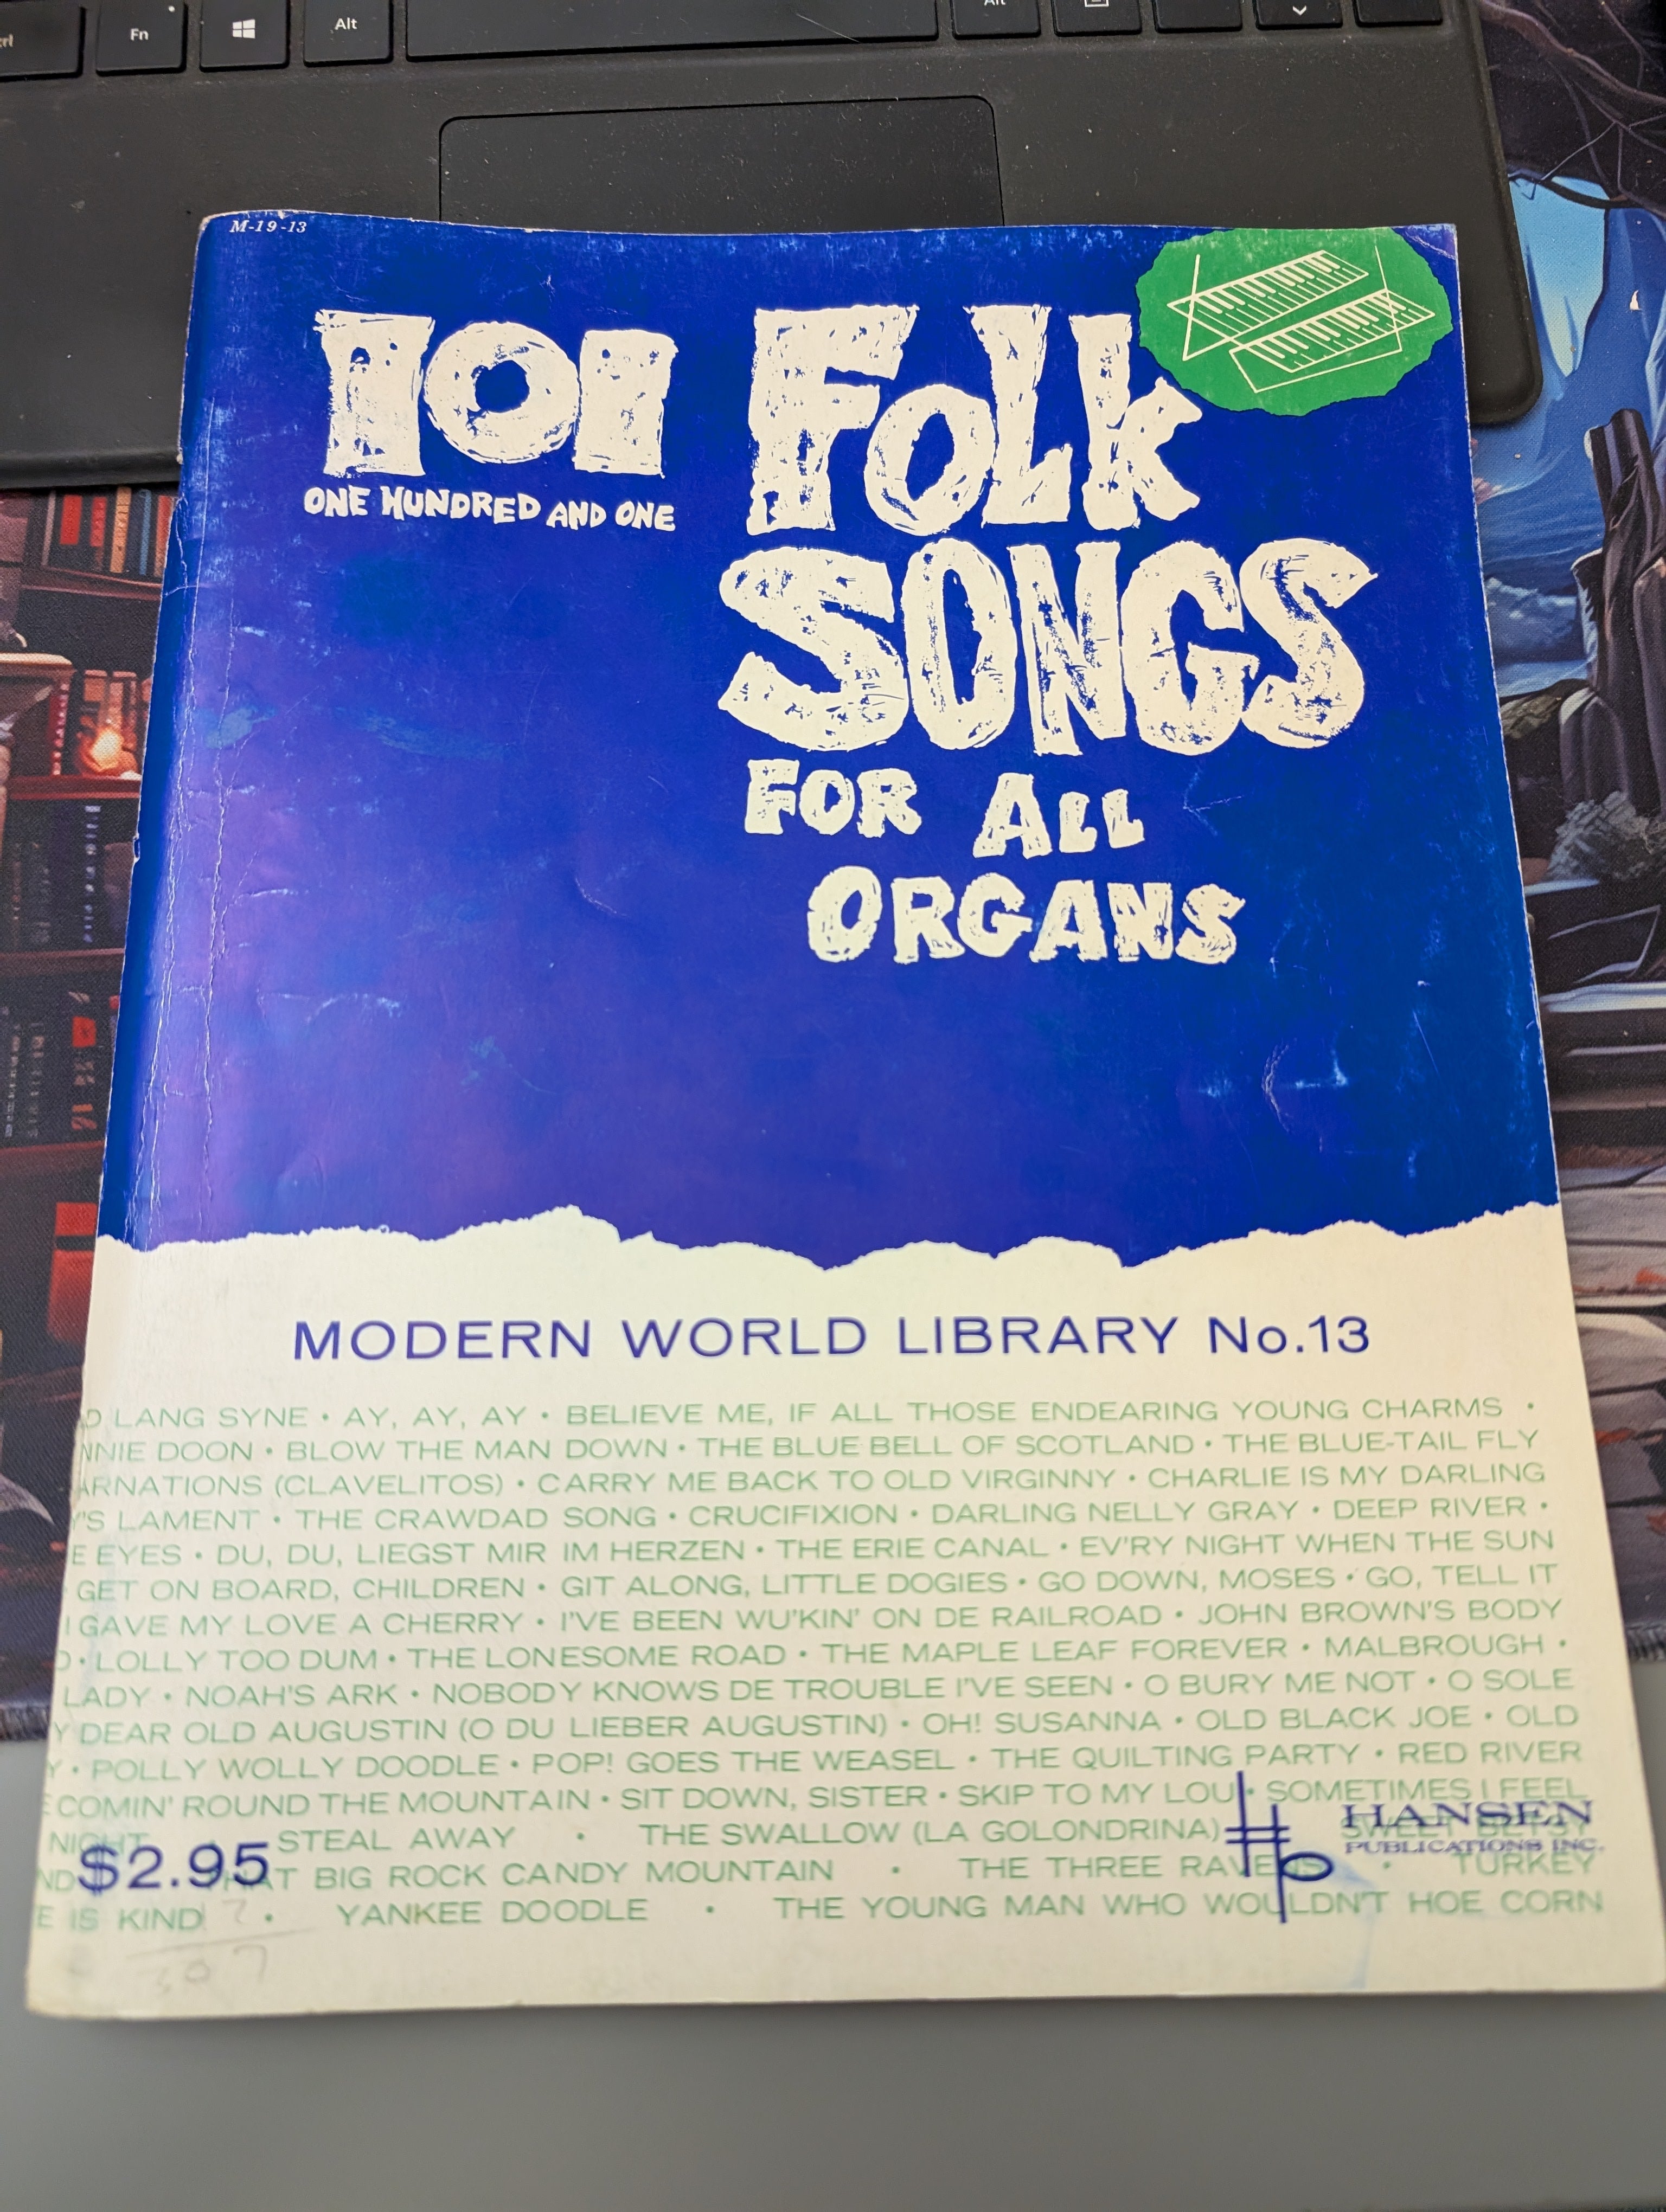 Fn
Alt
Alt
M-19-13
101 FOLK
ONE HUNDRED AND ONE
SONGS
FOR ALL
ORGANS
MODERN WORLD LIBRARY No.13
D LANG SYNE • AY, AY, AY • BELIEVE ME, IF ALL THOSE ENDEARING YOUNG CHARMS •
NNIE DOON • BLOW THE MAN DOWN • THE BLUE BELL OF SCOTLAND • THE BLUE-TAIL FLY
ARNATIONS (CLAVELITOS) • CARRY ME BACK TO OLD VIRGINNY • CHARLIE IS MY DARLING
Y'S LAMENT • THE CRAWDAD SONG • CRUCIFIXION • DARLING NELLY GRAY • DEEP RIVER •
E EYES • DU, DU, LIEGST MIR IM HERZEN • THE ERIE CANAL • EV'RY NIGHT WHEN THE SUN
GET ON BOARD, CHILDREN • GIT ALONG, LITTLE DOGIES • GO DOWN, MOSES • GO, TELL IT
I GAVE MY LOVE A CHERRY • I'VE BEEN WU'KIN' ON DE RAILROAD • JOHN BROWN'S BODY
D • LOLLY TOO DUM • THE LONESOME ROAD • THE MAPLE LEAF FOREVER • MALBROUGH •
LADY • NOAH'S ARK • NOBODY KNOWS DE TROUBLE I'VE SEEN • O BURY ME NOT • O SOLE
Y DEAR OLD AUGUSTIN (O DU LIEBER AUGUSTIN) • OH! SUSANNA • OLD BLACK JOE • OLD
Y • POLLY WOLLY DOODLE • POP! GOES THE WEASEL • THE QUILTING PARTY • RED RIVER
E COMIN' ROUND THE MOUNTAIN • SIT DOWN, SISTER • SKIP TO MY LOU • SOMETIMES I FEEL
NIGHT • STEAL AWAY • THE SWALLOW (LA GOLONDRINA) • SWEET BETSY
HANSEN
PUBLICATIONS INC.
$2.95
ND • THAT BIG ROCK CANDY MOUNTAIN • THE THREE RAVENS • TURKEY
E IS KIND! • YANKEE DOODLE • THE YOUNG MAN WHO WOULDN'T HOE CORN